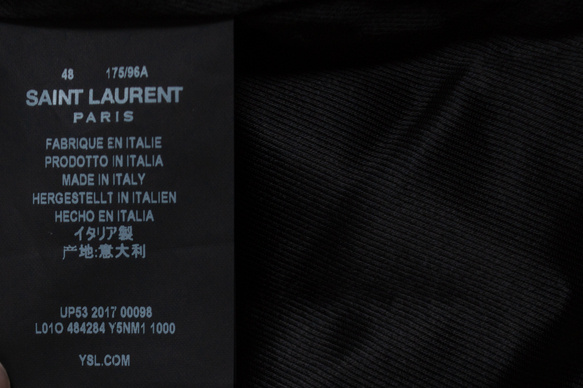 48 175/96A
SAINT LAURENT
PARIS
FABRIQUE EN ITALIE
PRODOTTO IN ITALIA
MADE IN ITALY
HERGESTELLT IN ITALIEN
HECHO EN ITALIA
イタリア製
产地:意大利
UP53 2017 00098
L01O 484284 Y5NM1 1000
YSL.COM